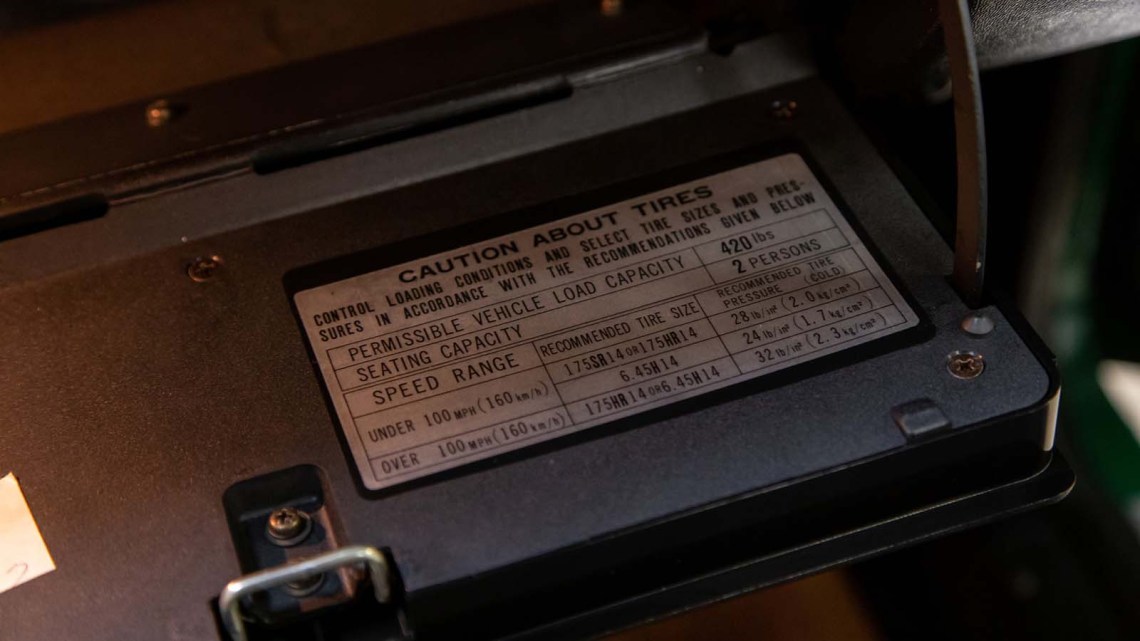 CAUTION ABOUT TIRES
CONTROL LOADING CONDITIONS AND SELECT TIRE SIZES AND PRES-
SURES IN ACCORDANCE WITH THE RECOMMENDATIONS GIVEN BELOW
PERMISSIBLE VEHICLE LOAD CAPACITY 420 lbs
SEATING CAPACITY 2 PERSONS
SPEED RANGE RECOMMENDED TIRE SIZE RECOMMENDED TIRE
PRESSURE (COLD)
UNDER 100 MPH (160 km/h) 175SR14 OR 175HR14 28 lb/in² (2.0 kg/cm²)
6.45H14 24 lb/in² (1.7 kg/cm²)
OVER 100 MPH (160 km/h) 175HR14 OR 6.45H14 32 lb/in² (2.3 kg/cm²)
2